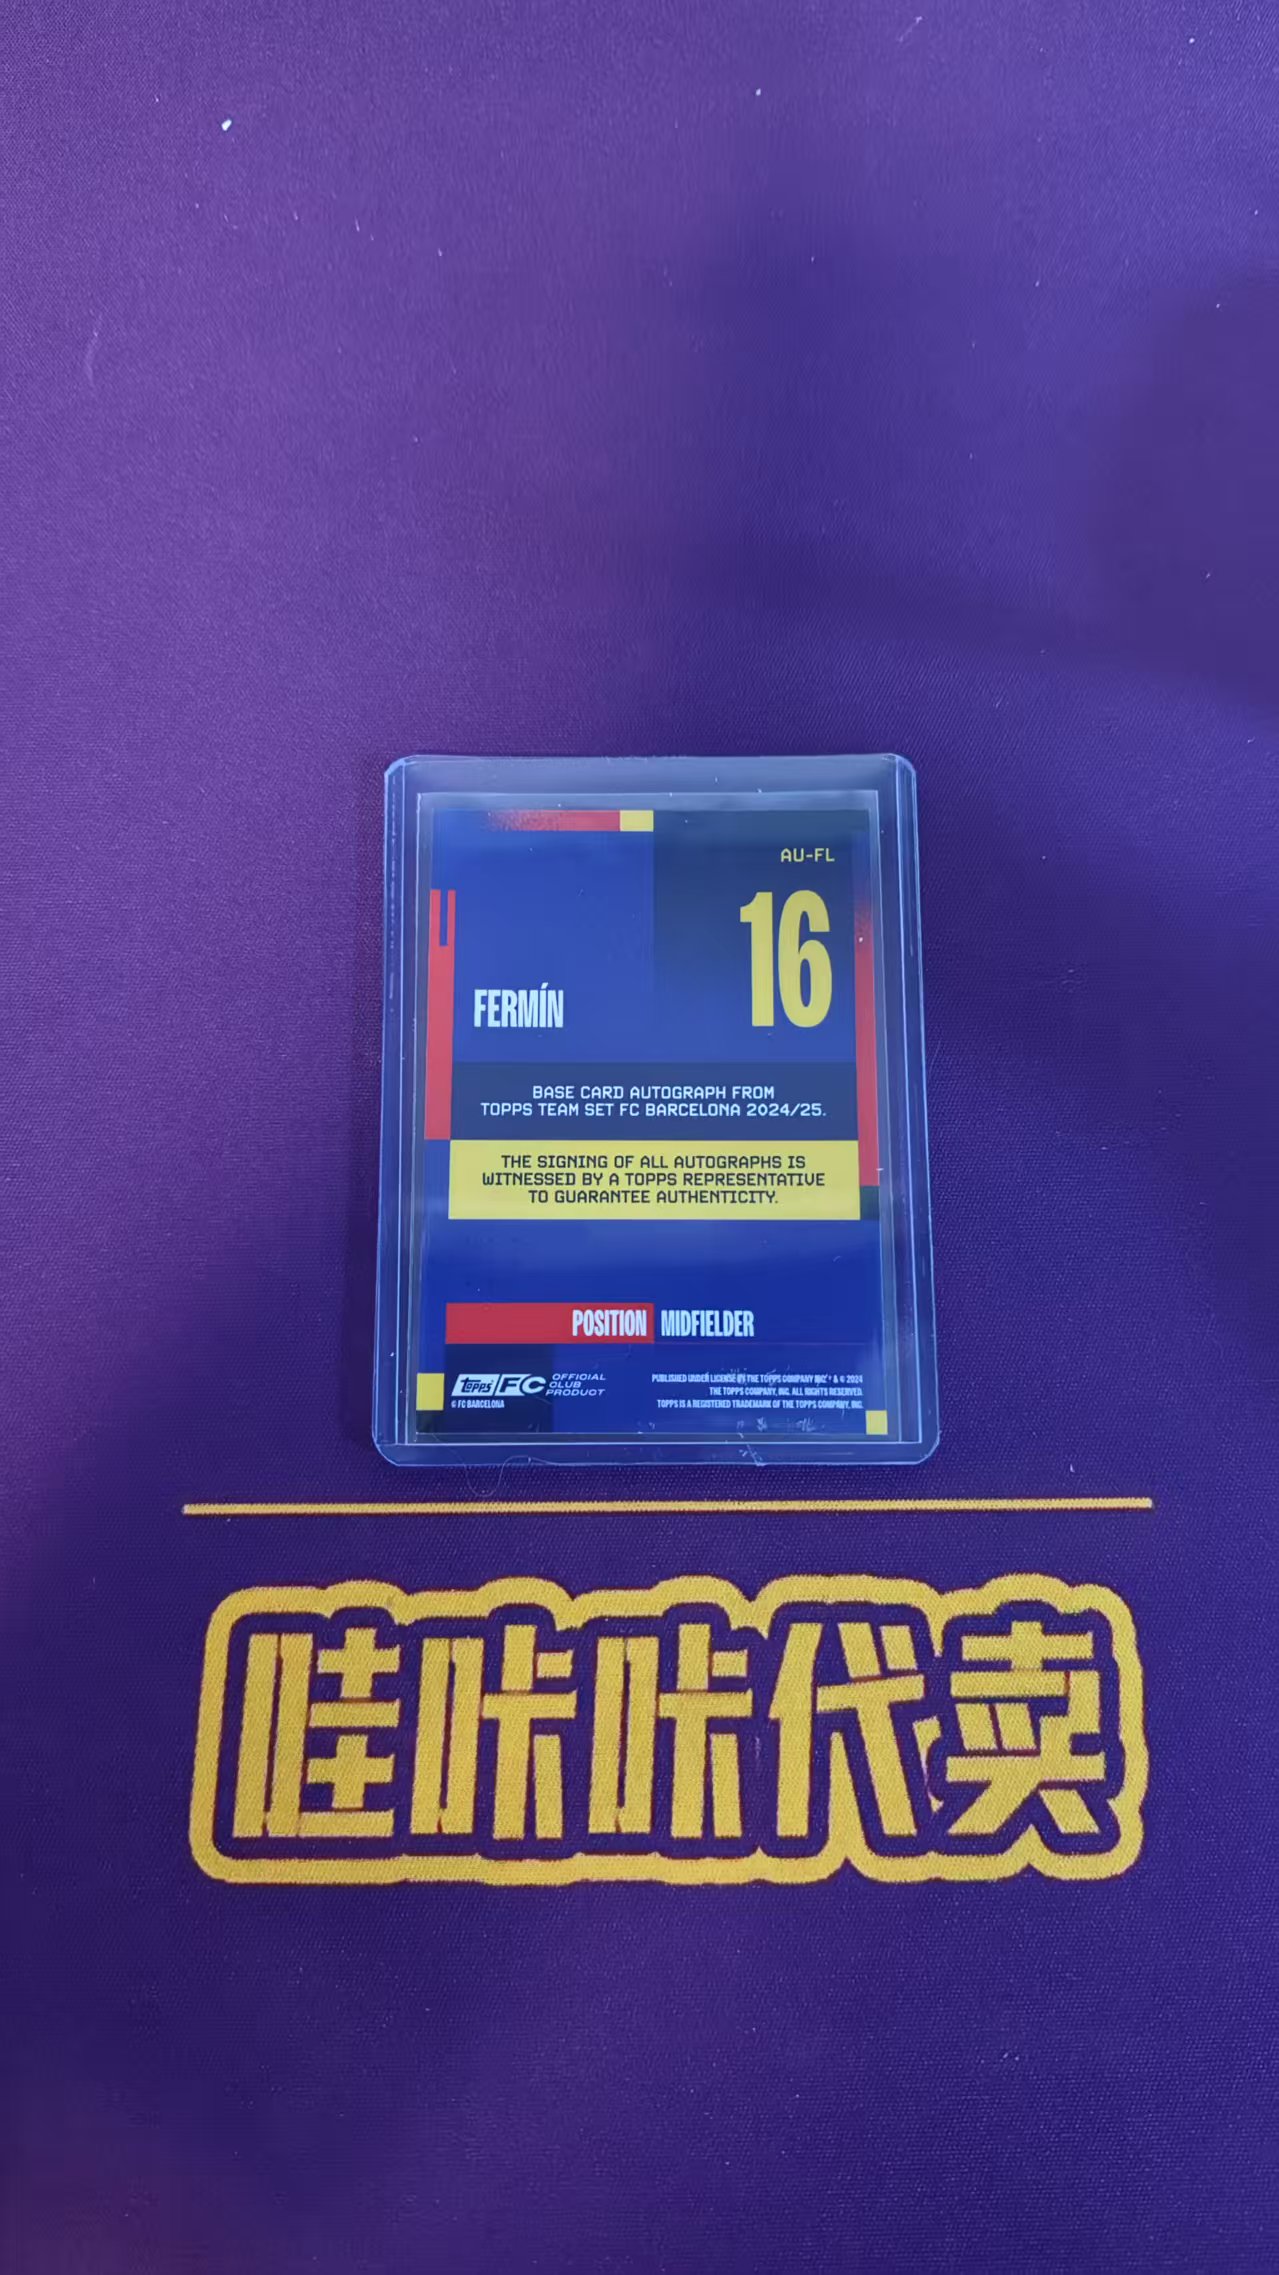 AU-FL
16
FERMÍN
BASE CARD AUTOGRAPH FROM
TOPPS TEAM SET FC BARCELONA 2024/25.
THE SIGNING OF ALL AUTOGRAPHS IS
WITNESSED BY A TOPPS REPRESENTATIVE
TO GUARANTEE AUTHENTICITY.
POSITION MIDFIELDER
TOPPS FC OFFICIAL
CLUB
PRODUCT
© FC BARCELONA
PUBLISHED UNDER LICENSE BY THE TOPPS COMPANY INC.® & © 2024
THE TOPPS COMPANY, INC. ALL RIGHTS RESERVED.
TOPPS IS A REGISTERED TRADEMARK OF THE TOPPS COMPANY, INC.
哇咔咔代卖